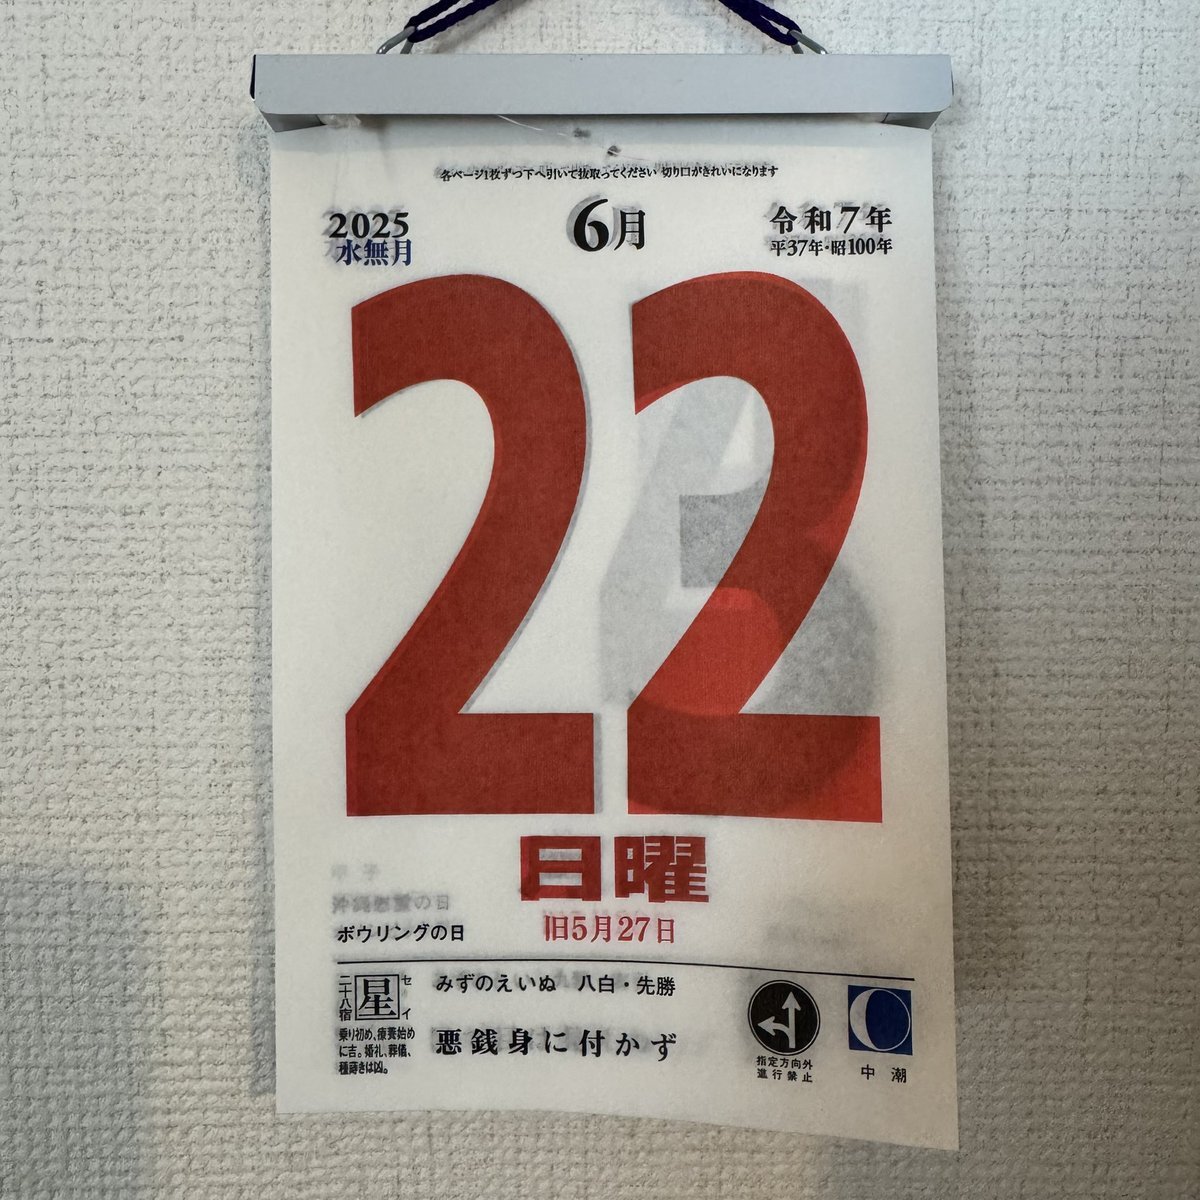 各ページ1枚ずつ下へ引いて抜取ってください 切り口がきれいになります
2025
水無月
6月
令和7年
平37年・昭100年
22
日曜
旧5月27日
沖縄慰霊の日
ボウリングの日
二十八宿
星
セイ
乗り初め、療養始め
に吉。婚礼、葬儀、
種蒔きは凶。
みずのえいぬ 八白・先勝
悪銭身に付かず
指定方向外
進行禁止
中潮